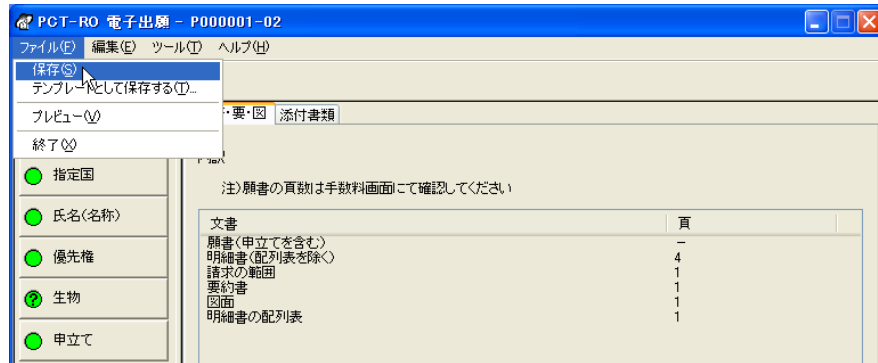 PCT-RO 電子出願 - P000001-02
ファイル(F) 編集(E) ツール(T) ヘルプ(H)
保存(S)
テンプレートとして保存する(T)...
プレビュー(V)
終了(X)
・要・図 添付書類
注)願書の頁数は手数料画面にて確認してください
指定国
氏名(名称)
優先権
生物
申立て
文書 頁
願書(申立てを含む) -
明細書(配列表を除く) 4
請求の範囲 1
要約書 1
図面 1
明細書の配列表 1